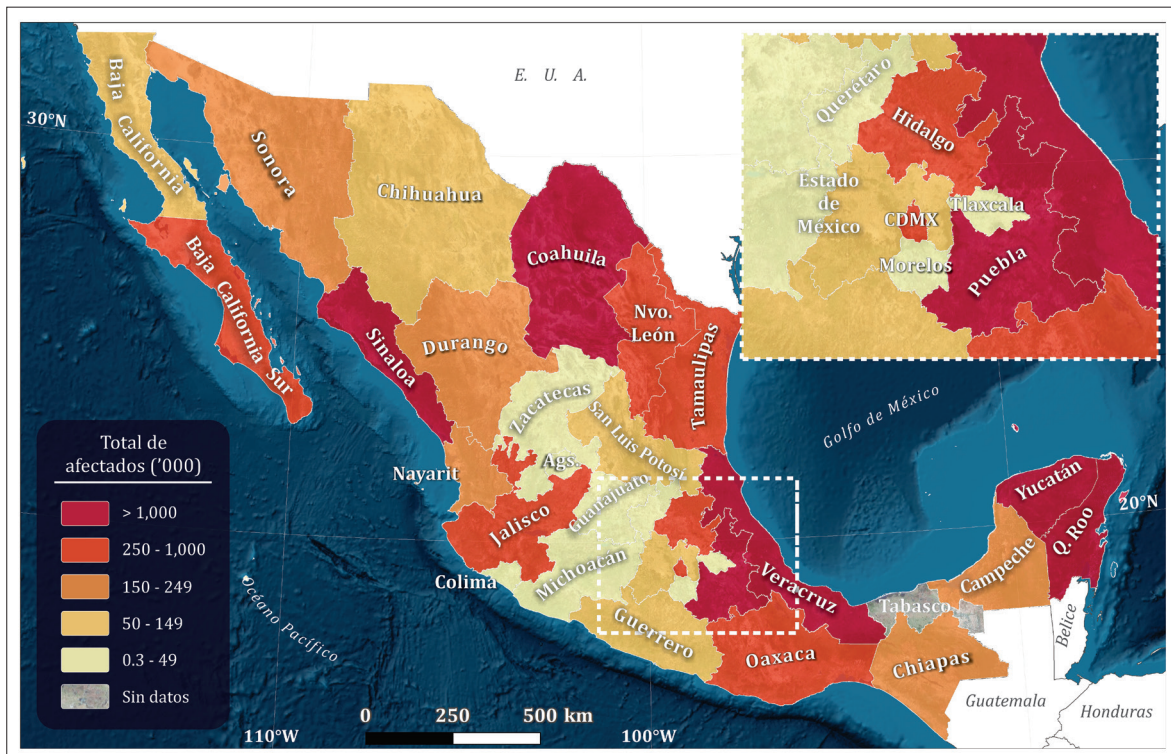 E. U. A.
30°N
Baja
California
Sonora
Chihuahua
Coahuila
Baja
California
Sur
Sinaloa
Durango
Nvo.
León
Tamaulipas
Zacatecas
San Luis Potosí
Nayarit
Ags.
Guanajuato
Jalisco
Colima
Michoacán
Guerrero
Veracruz
Oaxaca
Tabasco
Chiapas
Campeche
Yucatán
Q. Roo
20°N
Belice
Guatemala
Honduras
Golfo de México
Océano Pacífico
Querétaro
Hidalgo
Estado
de
México
CDMX
Tlaxcala
Morelos
Puebla
Total de
afectados ('000)
> 1,000
250 - 1,000
150 - 249
50 - 149
0.3 - 49
Sin datos
0 250 500 km
110°W
100°W